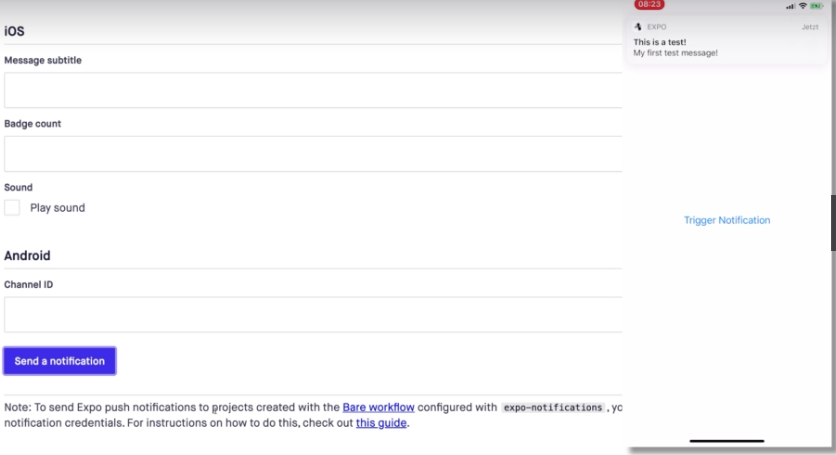 iOS
Message subtitle
Badge count
Sound
Play sound
Android
Channel ID
Send a notification
Note: To send Expo push notifications to projects created with the Bare workflow configured with expo-notifications, yo
notification credentials. For instructions on how to do this, check out this guide.
08:23
EXPO Jetzt
This is a test!
My first test message!
Trigger Notification